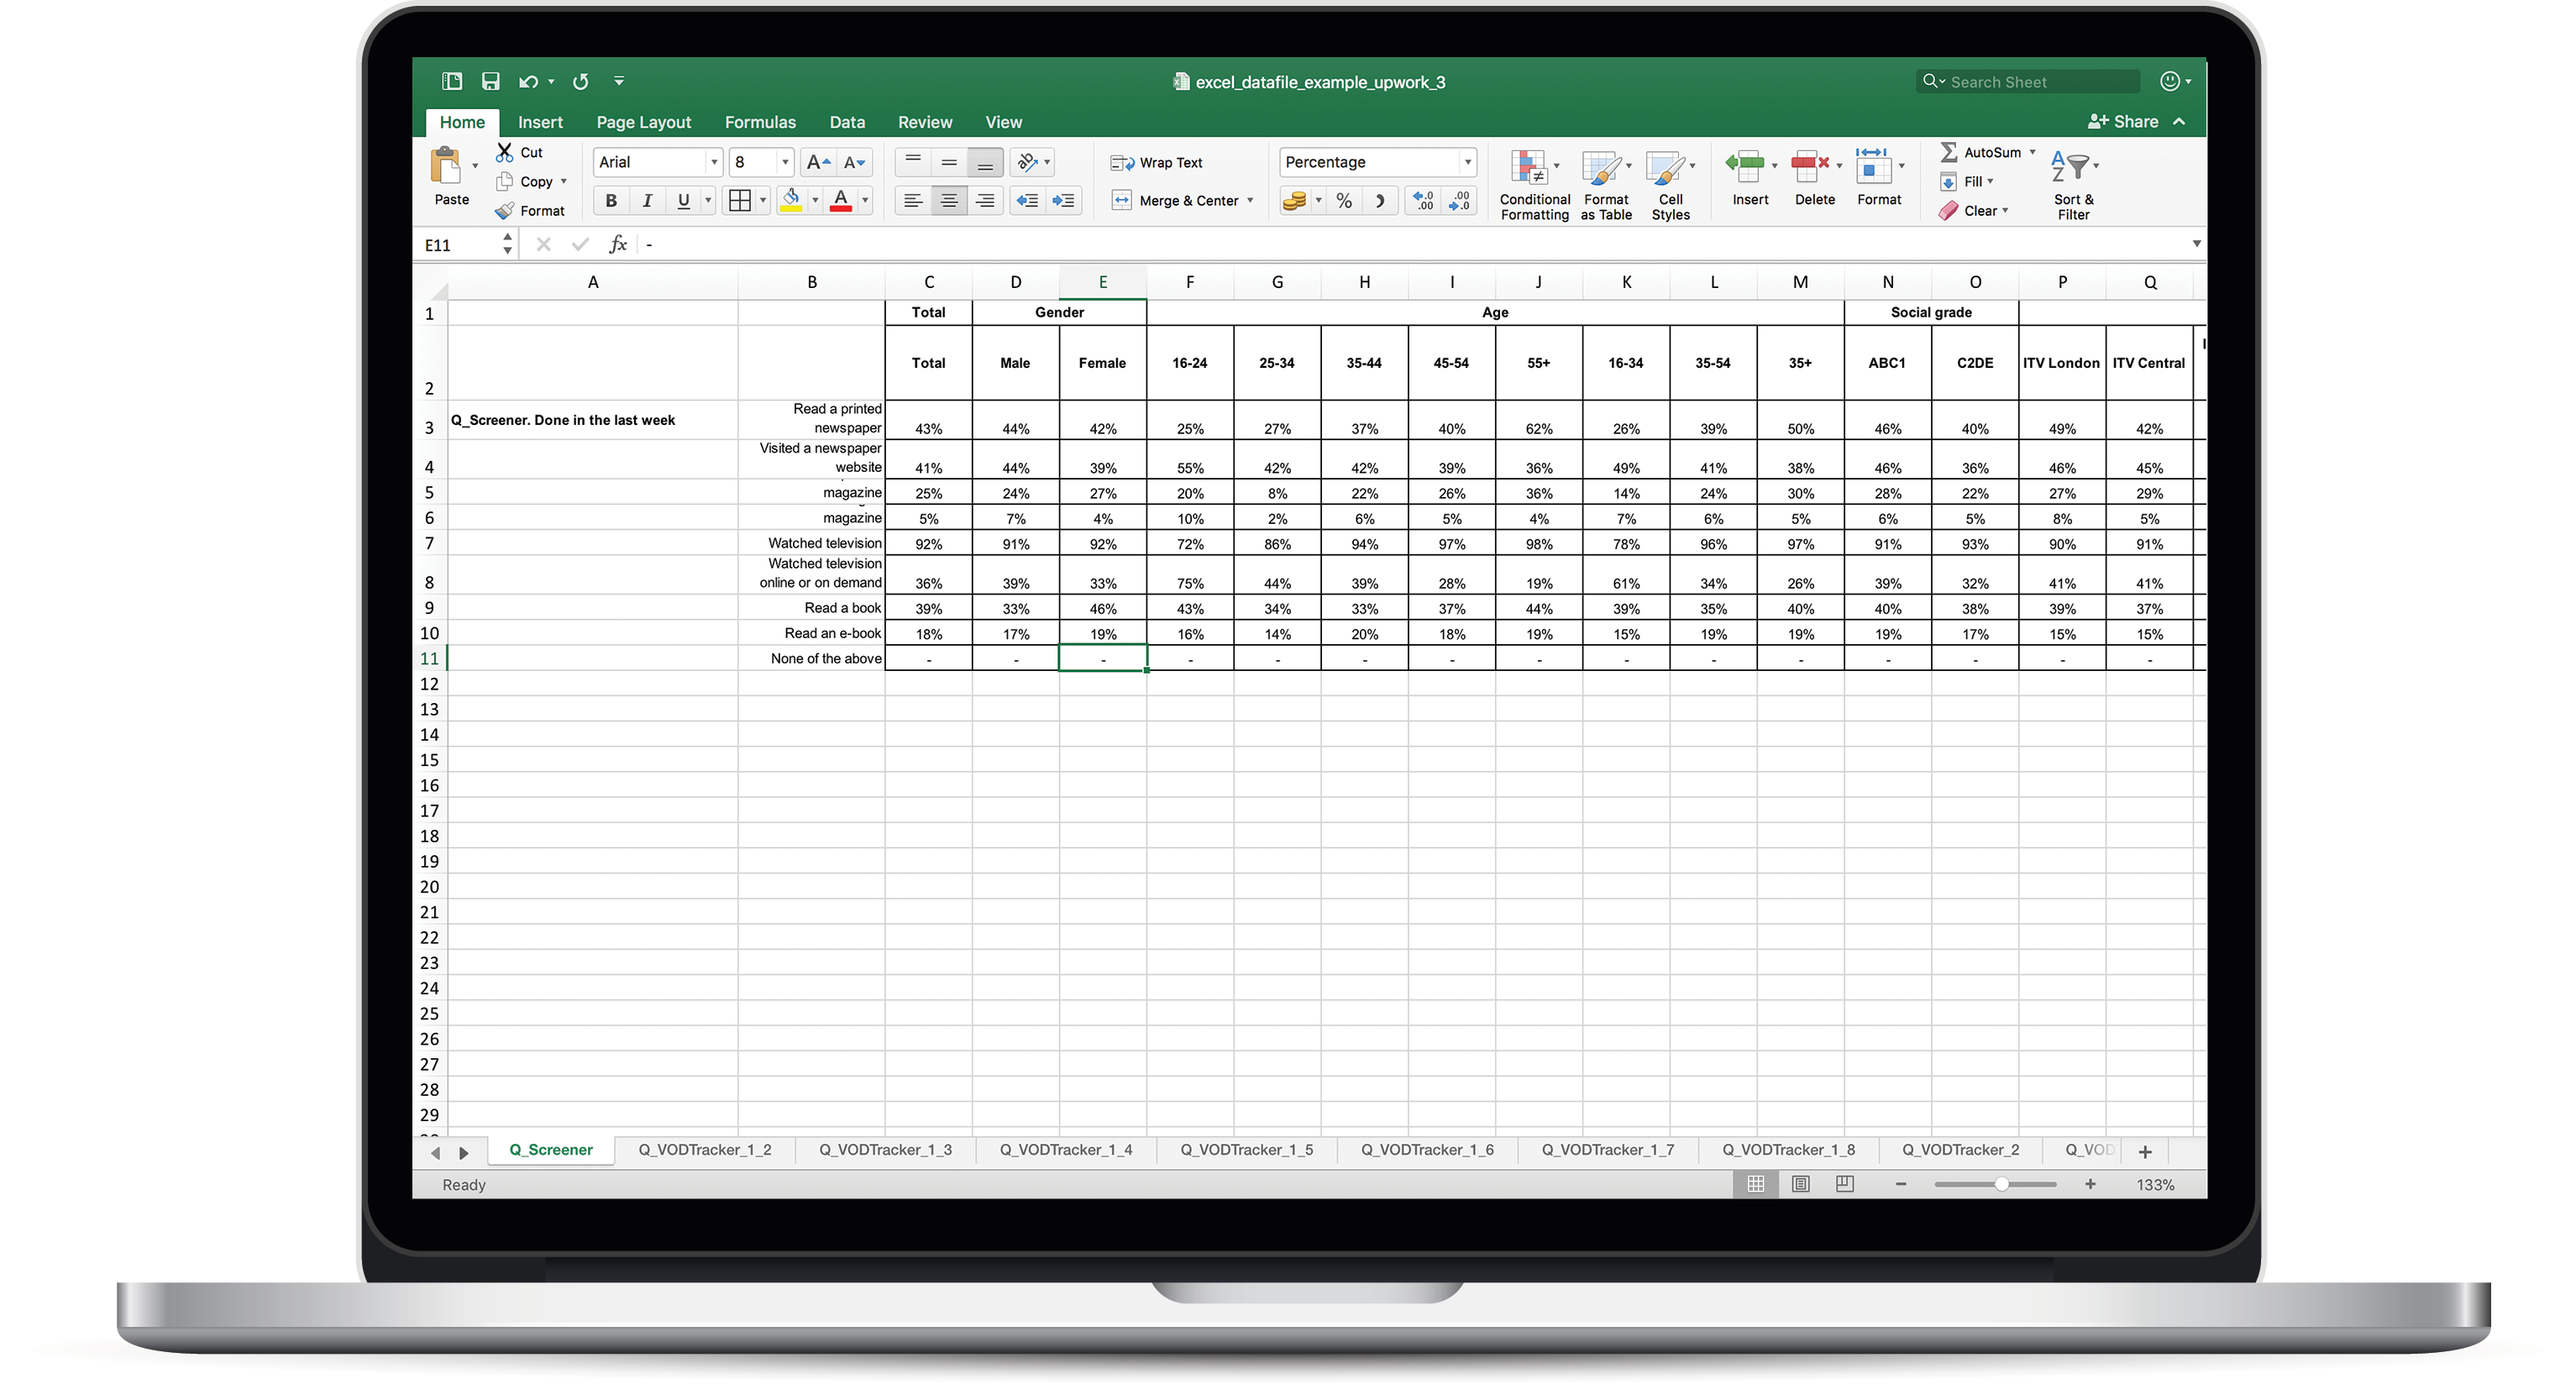 excel_datafile_example_upwork_3
Search Sheet
Home Insert Page Layout Formulas Data Review View
Share
Paste
Cut
Copy
Format
Arial 8
B I U
Wrap Text
Merge & Center
Percentage
%
Conditional Formatting
Format as Table
Cell Styles
Insert
Delete
Format
AutoSum
Fill
Clear
Sort & Filter
E11 fx -
A B C D E F G H I J K L M N O P Q
1 Total Gender Age Social grade
2 Total Male Female 16-24 25-34 35-44 45-54 55+ 16-34 35-54 35+ ABC1 C2DE ITV London ITV Central
3 Q_Screener. Done in the last week Read a printed newspaper 43% 44% 42% 25% 27% 37% 40% 62% 26% 39% 50% 46% 40% 49% 42%
4 Visited a newspaper website 41% 44% 39% 55% 42% 42% 39% 36% 49% 41% 38% 46% 36% 46% 45%
5 magazine 25% 24% 27% 20% 8% 22% 26% 36% 14% 24% 30% 28% 22% 27% 29%
6 magazine 5% 7% 4% 10% 2% 6% 5% 4% 7% 6% 5% 6% 5% 8% 5%
7 Watched television 92% 91% 92% 72% 86% 94% 97% 98% 78% 96% 97% 91% 93% 90% 91%
8 Watched television online or on demand 36% 39% 33% 75% 44% 39% 28% 19% 61% 34% 26% 39% 32% 41% 41%
9 Read a book 39% 33% 46% 43% 34% 33% 37% 44% 39% 35% 40% 40% 38% 39% 37%
10 Read an e-book 18% 17% 19% 16% 14% 20% 18% 19% 15% 19% 19% 19% 17% 15% 15%
11 None of the above - - - - - - - - - - - - - - -
12
13
14
15
16
17
18
19
20
21
22
23
24
25
26
27
28
29
Q_Screener Q_VODTracker_1_2 Q_VODTracker_1_3 Q_VODTracker_1_4 Q_VODTracker_1_5 Q_VODTracker_1_6 Q_VODTracker_1_7 Q_VODTracker_1_8 Q_VODTracker_2 Q_VOD
Ready
133%